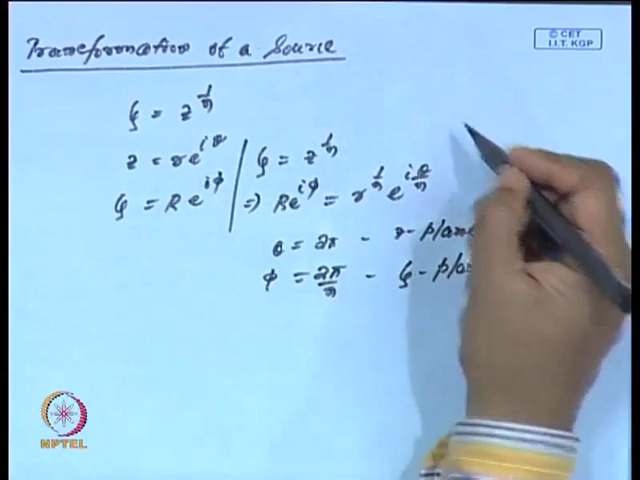 Transformation of a Source
© CET
I.I.T. KGP
ζ = z^{1/n}
z = re^{iθ}
ζ = Re^{iφ}
ζ = z^{1/n}
⇒ Re^{iφ} = r^{1/n} e^{iθ/n}
θ = 2π - z-plane
φ = 2π/n - ζ-pla
NPTEL